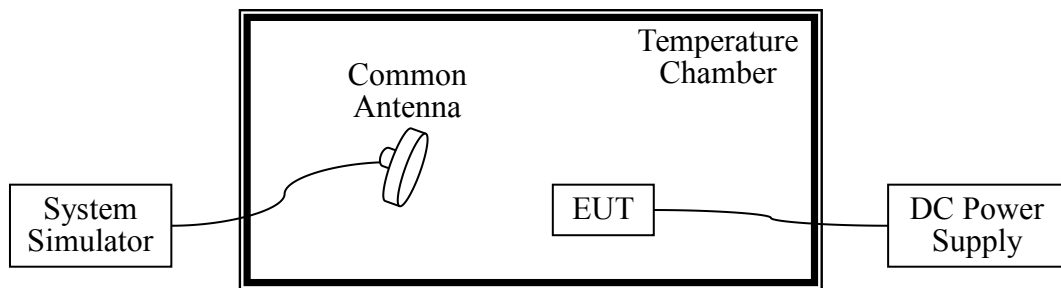 Temperature
Chamber
Common
Antenna
System
Simulator
EUT
DC Power
Supply